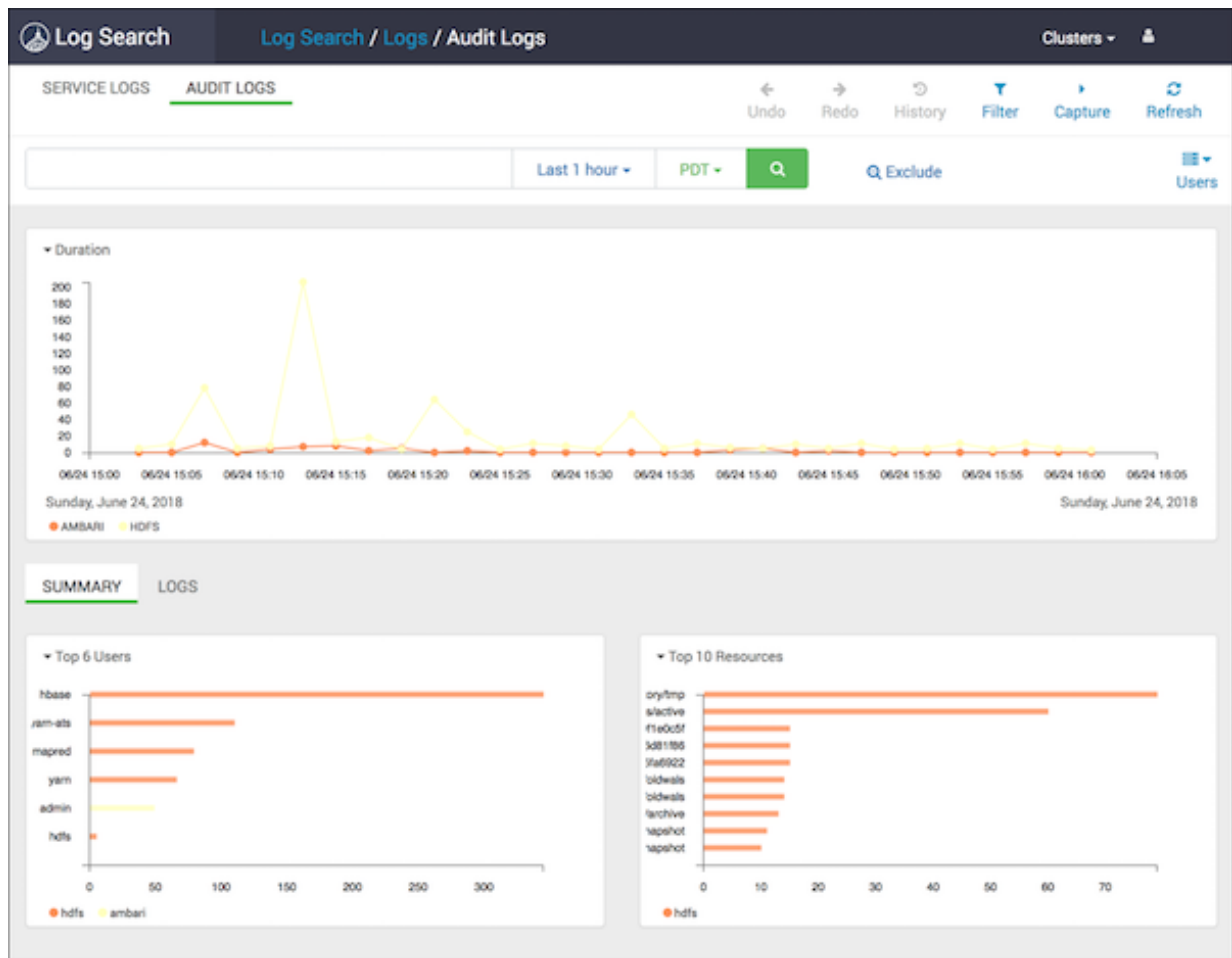 Log Search
Log Search / Logs / Audit Logs
Clusters
SERVICE LOGS AUDIT LOGS
Undo Redo History Filter Capture Refresh
Last 1 hour PDT Exclude Users
Duration
200
180
160
140
120
100
80
60
40
20
0
06/24 15:00 06/24 15:05 06/24 15:10 06/24 15:15 06/24 15:20 06/24 15:25 06/24 15:30 06/24 15:35 06/24 15:40 06/24 15:45 06/24 15:50 06/24 15:55 06/24 16:00 06/24 16:05
Sunday, June 24, 2018 Sunday, June 24, 2018
AMBARI HDFS
SUMMARY LOGS
Top 6 Users
hbase
yarn-ats
mapred
yarn
admin
hdfs
0 50 100 150 200 250 300
hdfs ambari
Top 10 Resources
ory/tmp
s/active
f1e0c5f
3d81f86
5fa6922
oldwals
oldwals
/archive
napshot
napshot
0 10 20 30 40 50 60 70
hdfs